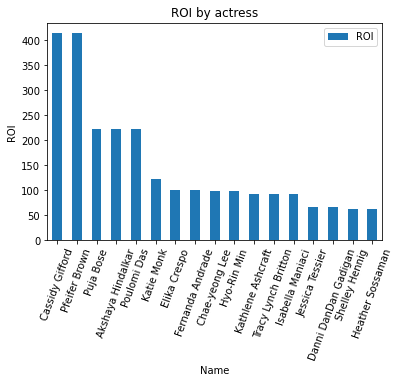 ROI by actress
ROI
400
350
300
250
200
150
100
50
0
ROI
Cassidy Gifford
Pfeifer Brown
Puja Bose
Akshaya Hindalkar
Poulomi Das
Katie Monk
Elika Crespo
Fernanda Andrade
Chae-yeong Lee
Hyo-Rin Min
Kathlene Ashcraft
Tracy Lynch Britton
Isabella Maniaci
Jessica Tessier
Danni DanDan Gadigan
Shelley Hennig
Heather Sossaman
Name